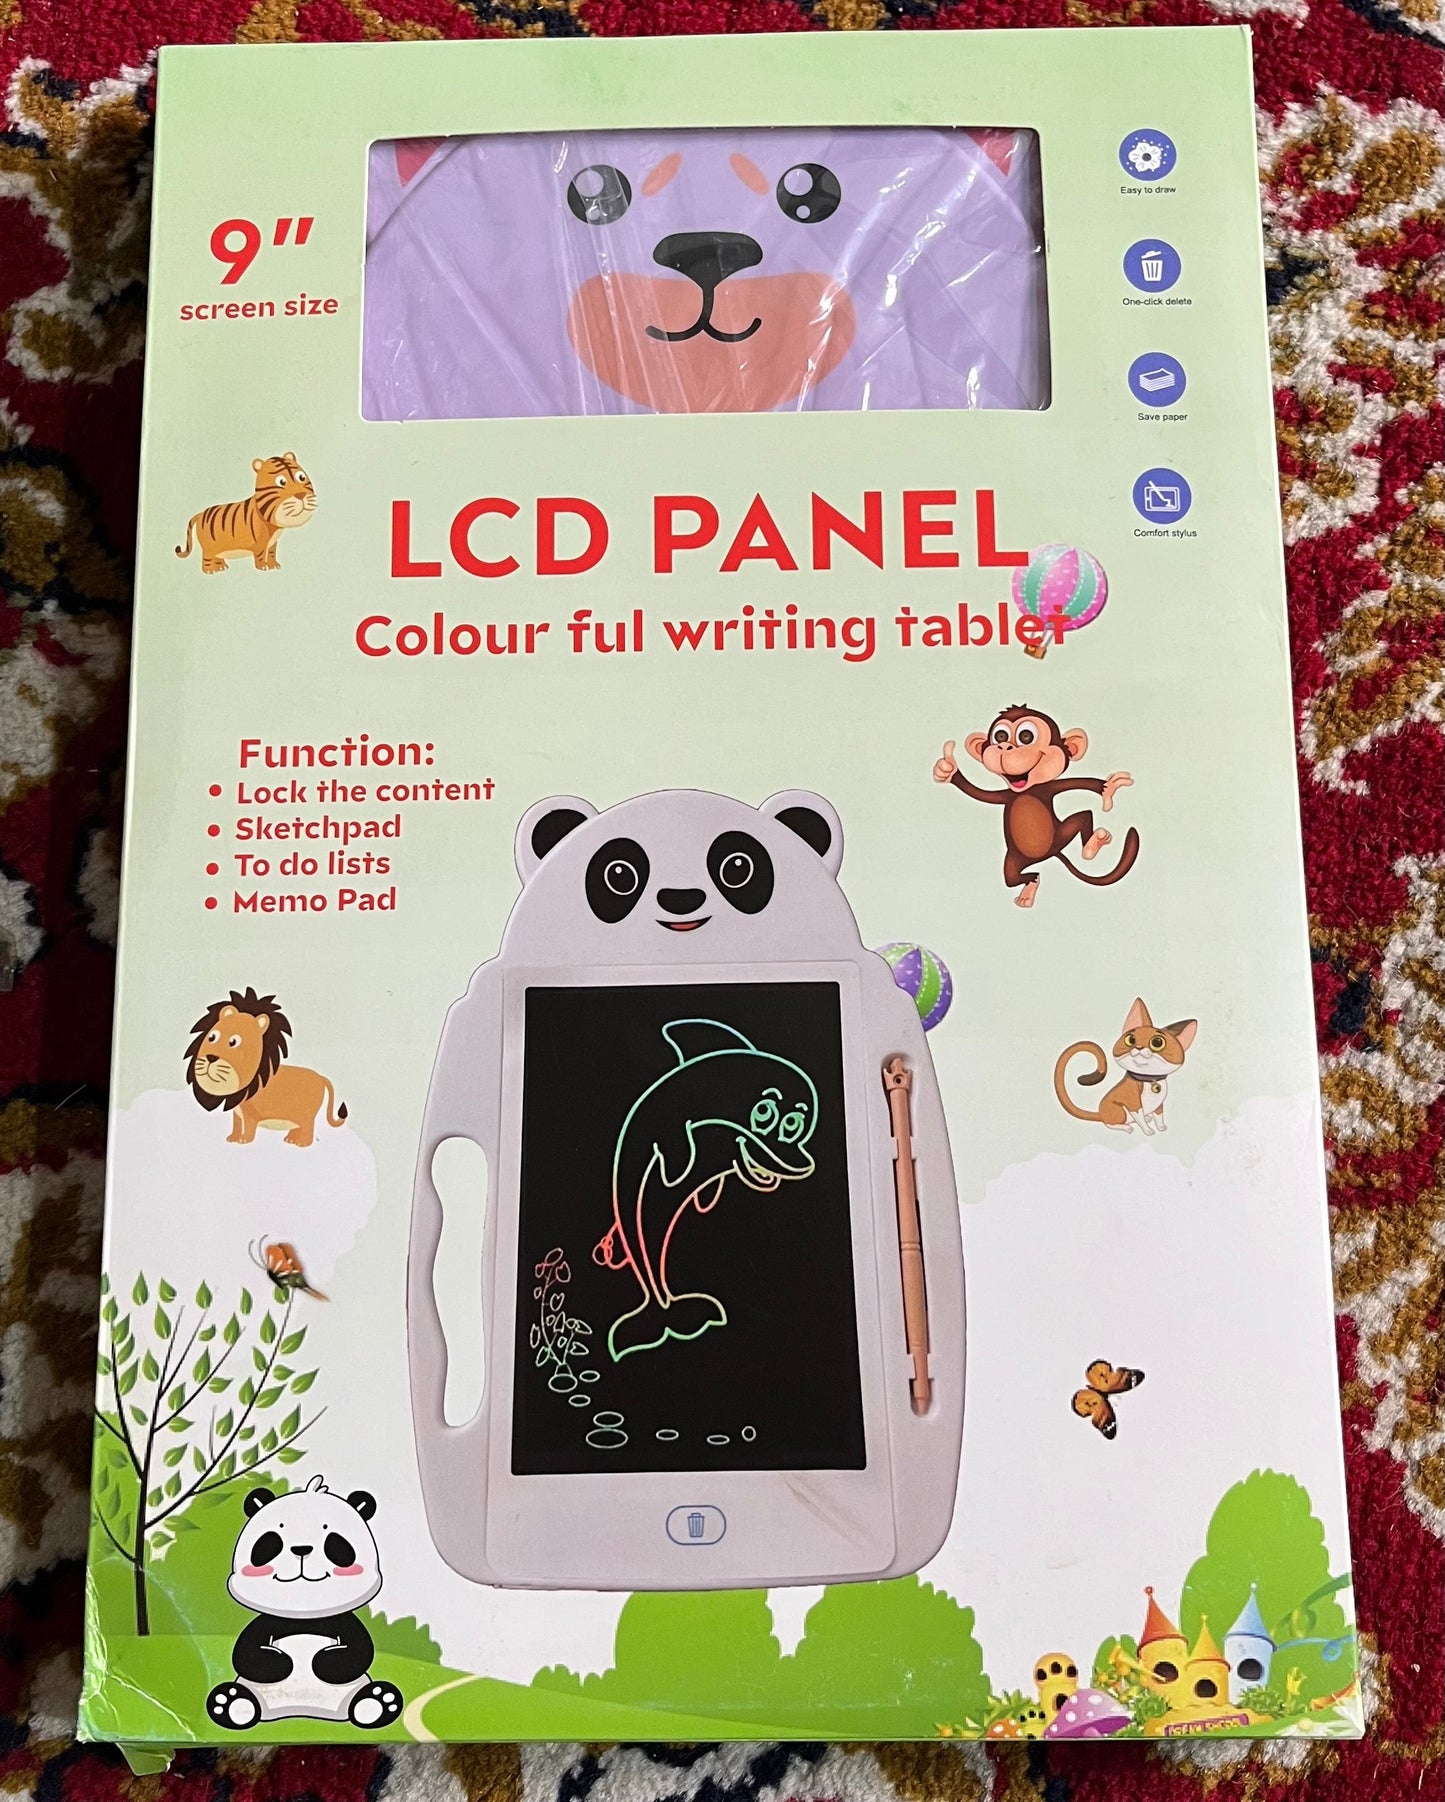 9"
screen size
Easy to draw
One-click delete
Save paper
Comfort stylus
LCD PANEL
Colour ful writing tablet
Function:
• Lock the content
• Sketchpad
• To do lists
• Memo Pad